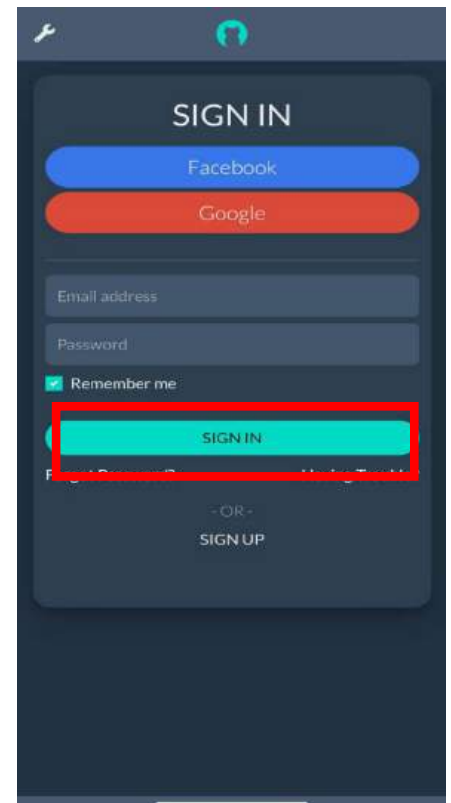 SIGN IN
Facebook
Google
Email address
Password
Remember me
SIGN IN
- OR -
SIGN UP